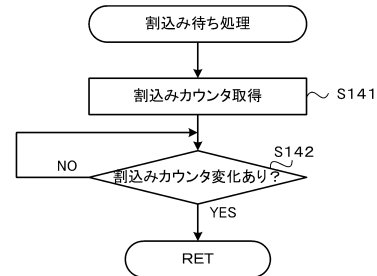 割込み待ち処理
割込みカウンタ取得
S141
S142
割込みカウンタ変化あり?
NO
YES
RET